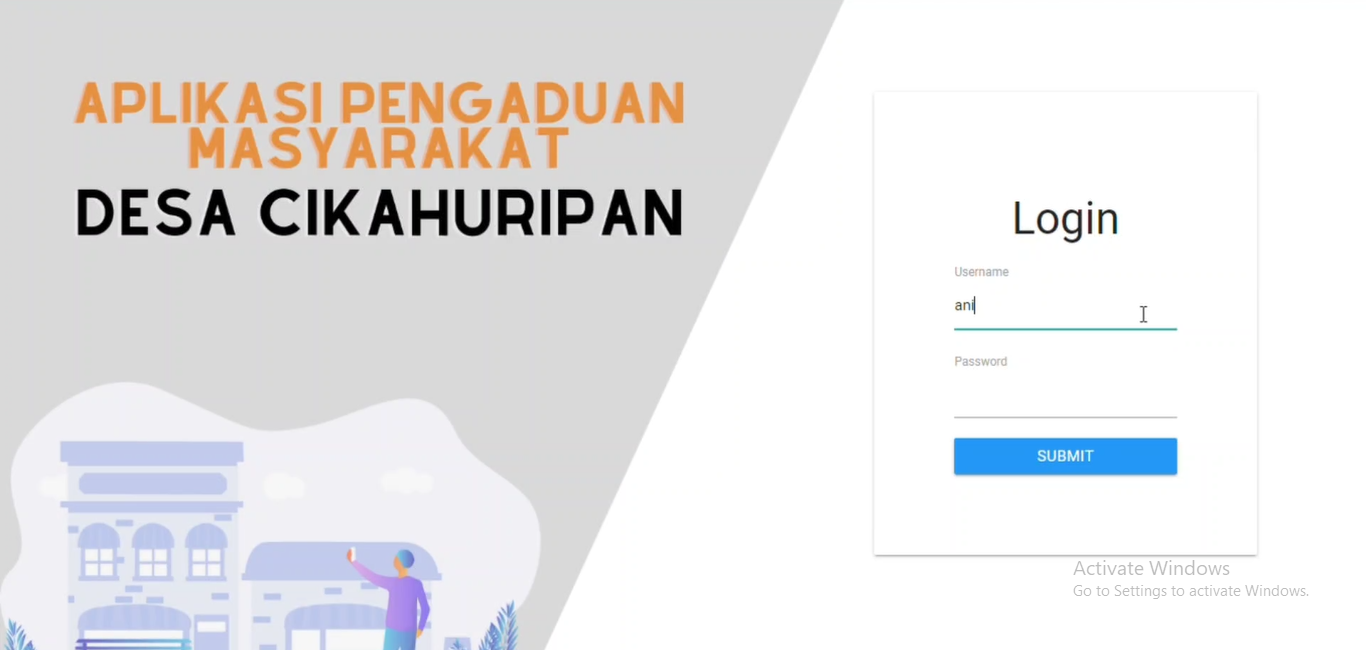 APLIKASI PENGADUAN
MASYARAKAT
DESA CIKAHURIPAN
Login
Username
ani
Password
SUBMIT
Activate Windows
Go to Settings to activate Windows.